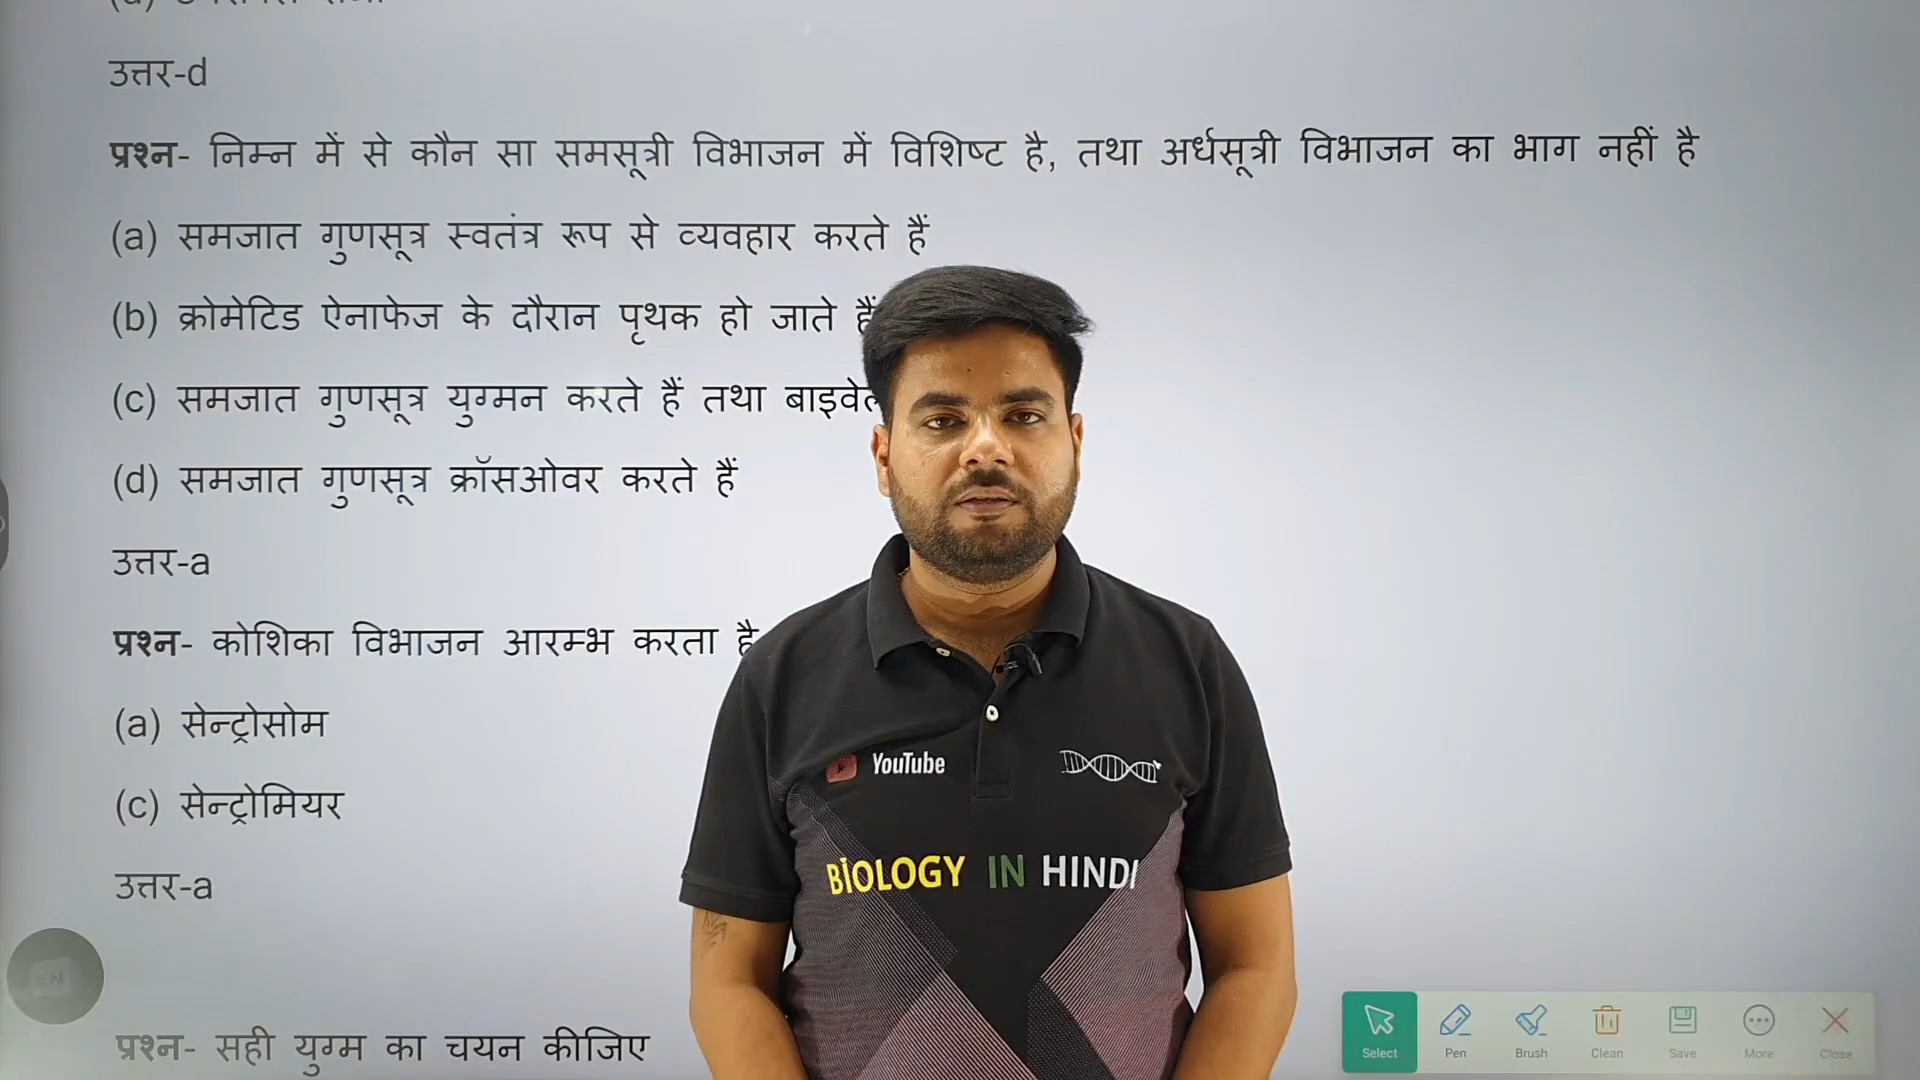 उत्तर-d
प्रश्न- निम्न में से कौन सा समसूत्री विभाजन में विशिष्ट है, तथा अर्धसूत्री विभाजन का भाग नहीं है
(a) समजात गुणसूत्र स्वतंत्र रूप से व्यवहार करते हैं
(b) क्रोमेटिड ऐनाफेज के दौरान पृथक हो जाते हैं
(c) समजात गुणसूत्र युग्मन करते हैं तथा
(d) समजात गुणसूत्र क्रॉसओवर करते हैं
उत्तर-a
प्रश्न- कोशिका विभाजन आरम्भ करता है
(a) सेन्ट्रोसोम
(c) सेन्ट्रोमियर
उत्तर-a
प्रश्न- सही युग्म का चयन कीजिए
YouTube
BiOLOGY IN HINDI
EN
Select Pen Brush Clean Save More Close